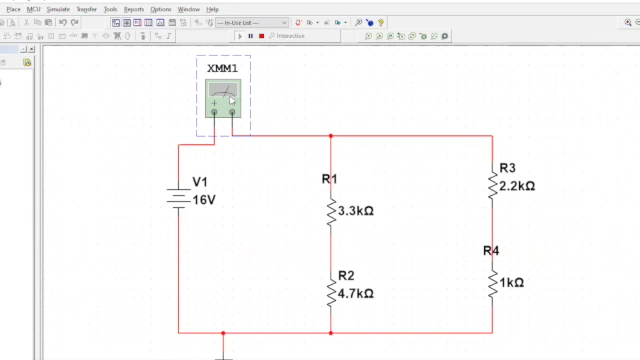 Place MCU Simulate Transfer Tools Reports Options Window Help
--- In-Use List ---
Interactive
XMM1
V1
16V
R1
3.3kΩ
R2
4.7kΩ
R3
2.2kΩ
R4
1kΩ